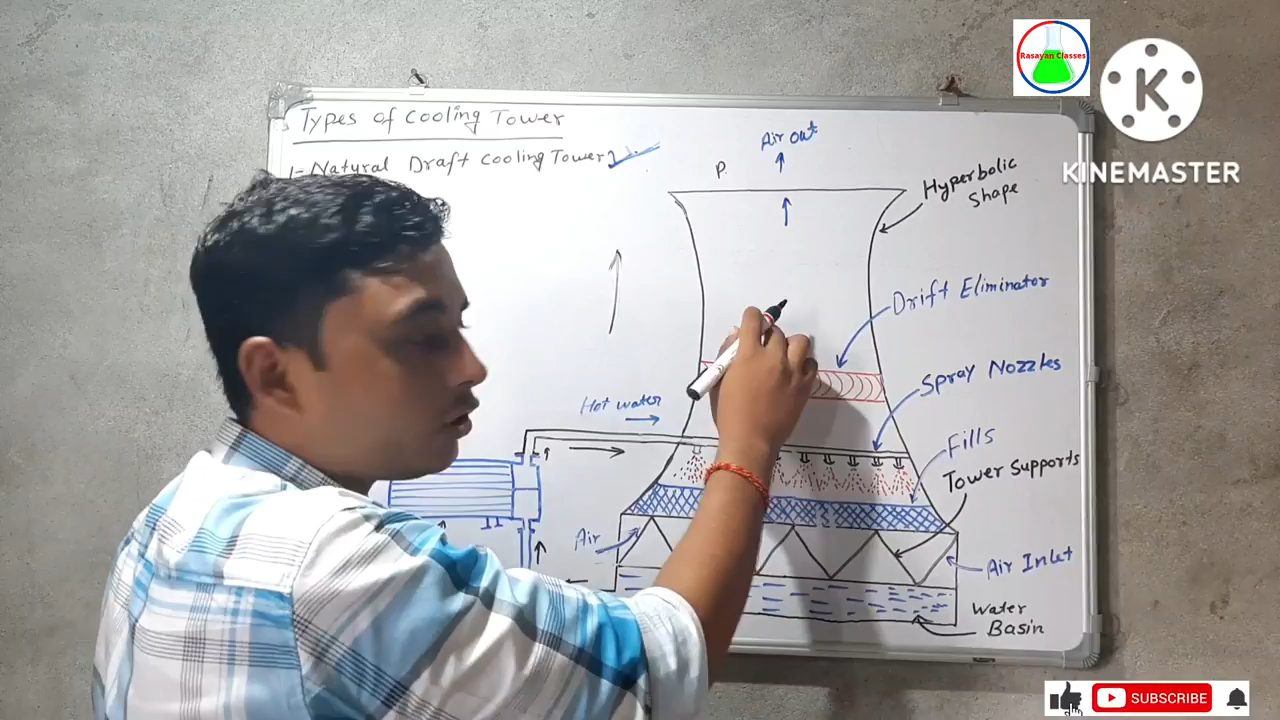 Rasayan Classes
KINEMASTER
Types of Cooling Tower
1- Natural Draft Cooling Tower
Air out
P.
Hyperbolic
Shape
Drift Eliminator
Spray Nozzles
Hot water
Fills
Tower Supports
Air
Air Inlet
Water
Basin
SUBSCRIBE